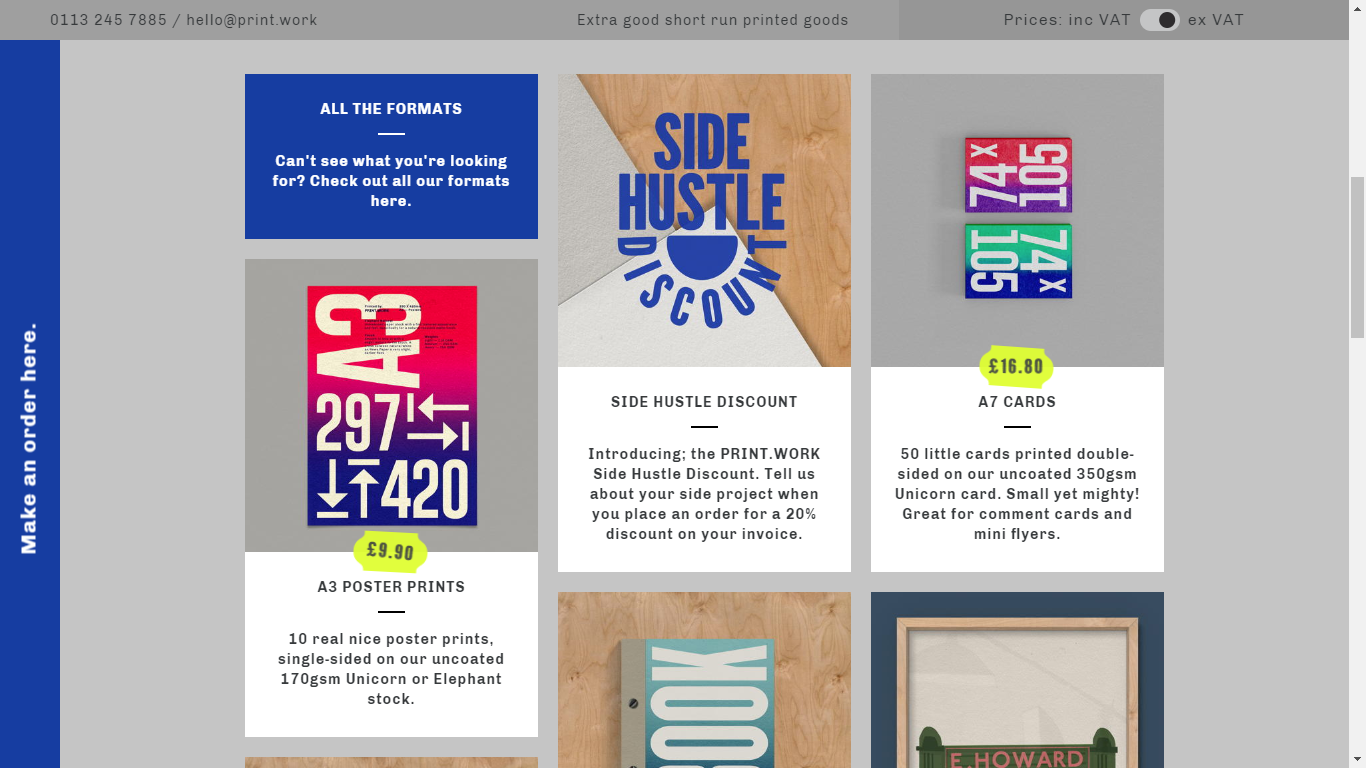 0113 245 7885 / hello@print.work
Extra good short run printed goods
Prices: inc VAT
ex VAT
Make an order here.
ALL THE FORMATS
Can't see what you're looking
for? Check out all our formats
here.
A3
297
420
£9.90
A3 POSTER PRINTS
10 real nice poster prints,
single-sided on our uncoated
170gsm Unicorn or Elephant
stock.
SIDE
HUSTLE
DISCOUNT
SIDE HUSTLE DISCOUNT
Introducing; the PRINT.WORK
Side Hustle Discount. Tell us
about your side project when
you place an order for a 20%
discount on your invoice.
74 x
105
74 x
105
£16.80
A7 CARDS
50 little cards printed double-
sided on our uncoated 350gsm
Unicorn card. Small yet mighty!
Great for comment cards and
mini flyers.
BOOK
E.HOWARD